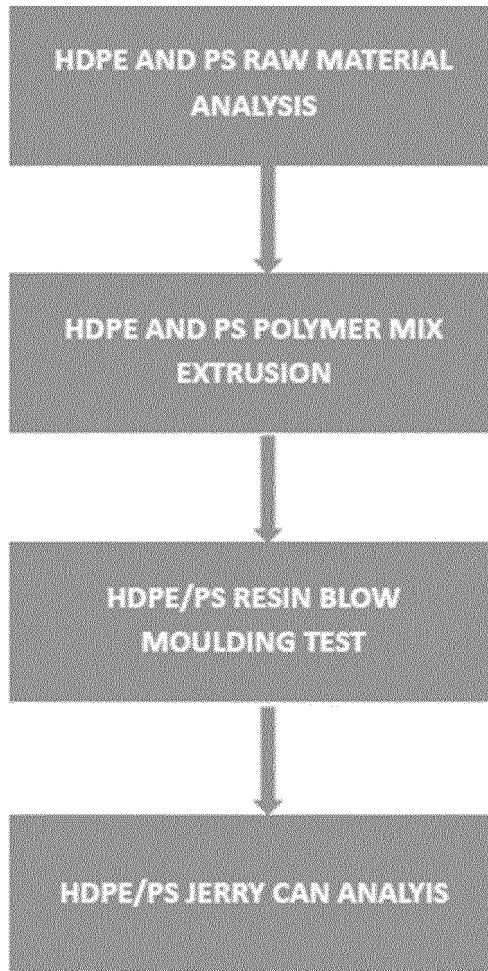 HDPE AND PS RAW MATERIAL
ANALYSIS
HDPE AND PS POLYMER MIX
EXTRUSION
HDPE/PS RESIN BLOW
MOULDING TEST
HDPE/PS JERRY CAN ANALYIS